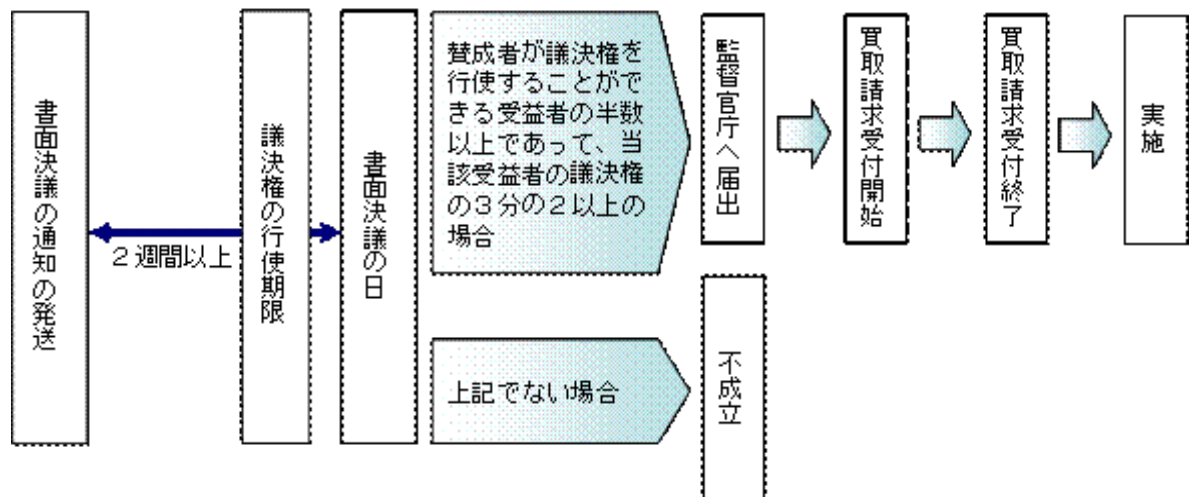 書面決議の通知の発送
2週間以上
議決権の行使期限
書面決議の日
賛成者が議決権を
行使することがで
きる受益者の半数
以上であって、当
該受益者の議決権
の3分の2以上の
場合
監督官庁へ届出
買取請求受付開始
買取請求受付終了
実施
上記でない場合
不成立